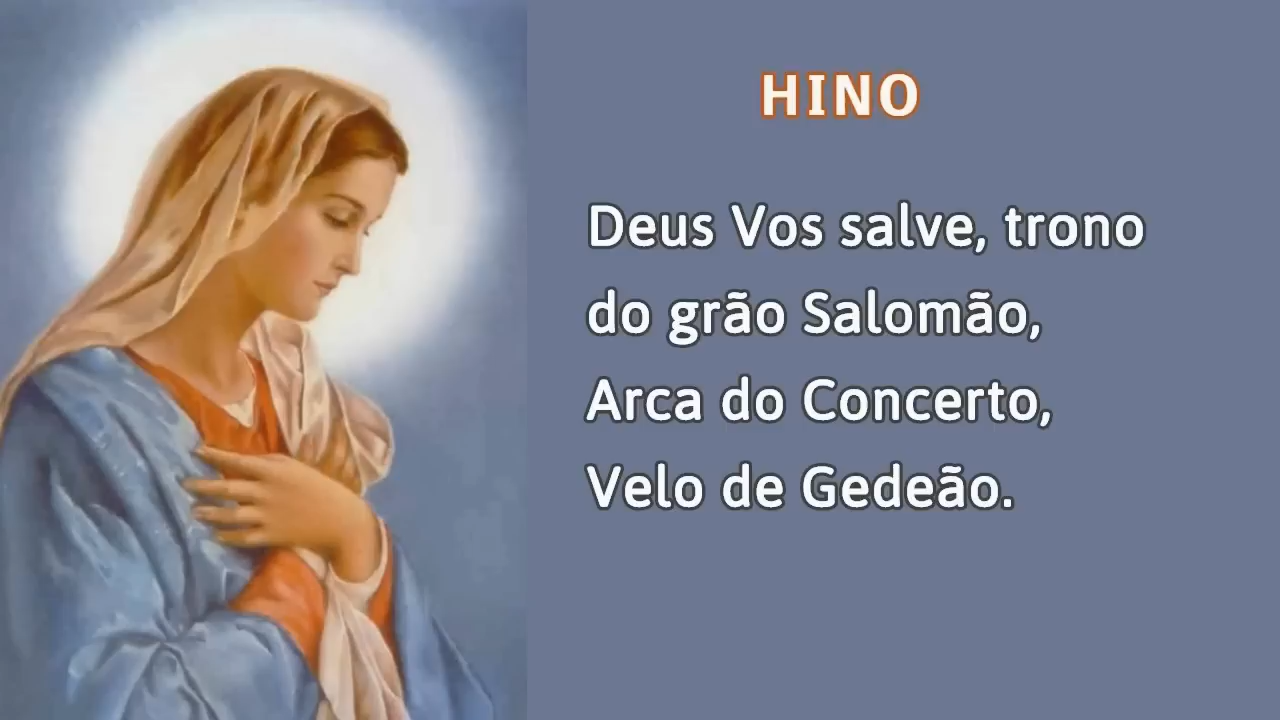 HINO
Deus Vos salve, trono
do grão Salomão,
Arca do Concerto,
Velo de Gedeão.